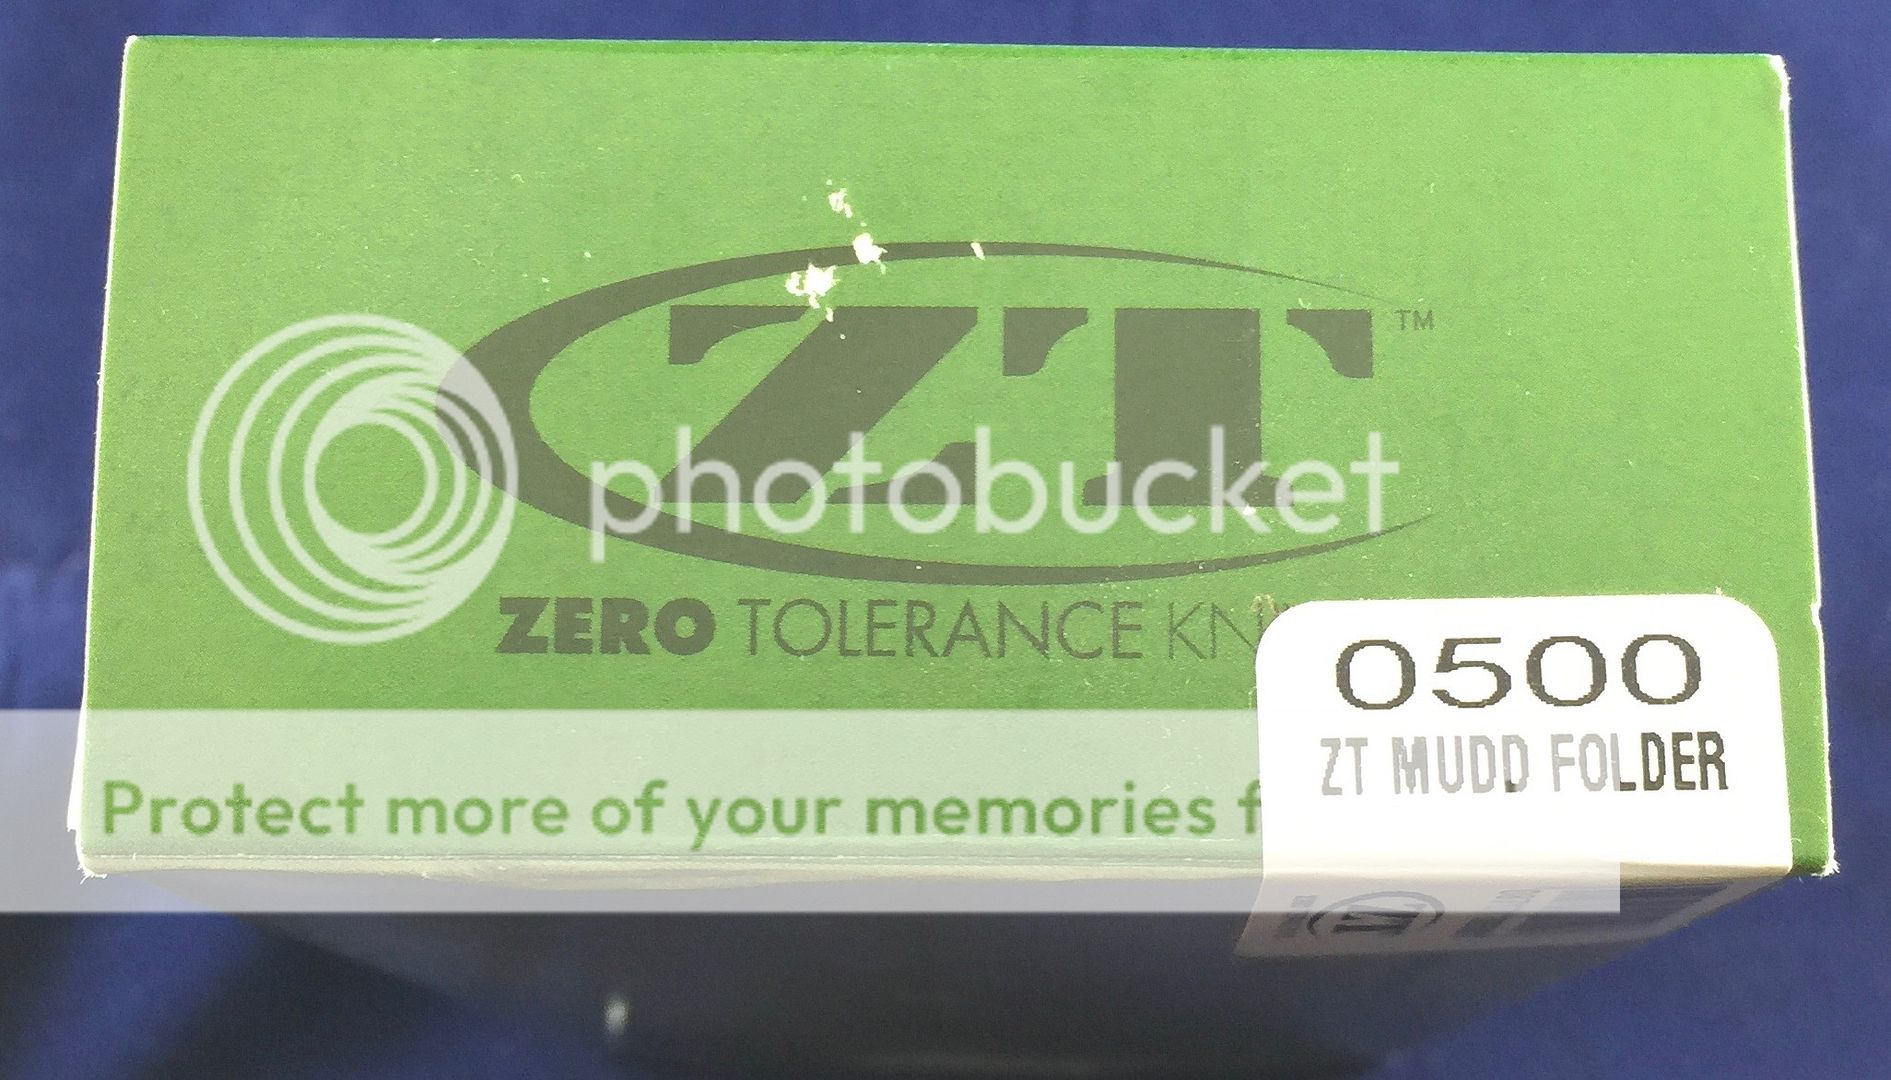 ZT™
photobucket
ZERO TOLERANCE KN
0500
ZT MUDD FOLDER
Protect more of your memories f